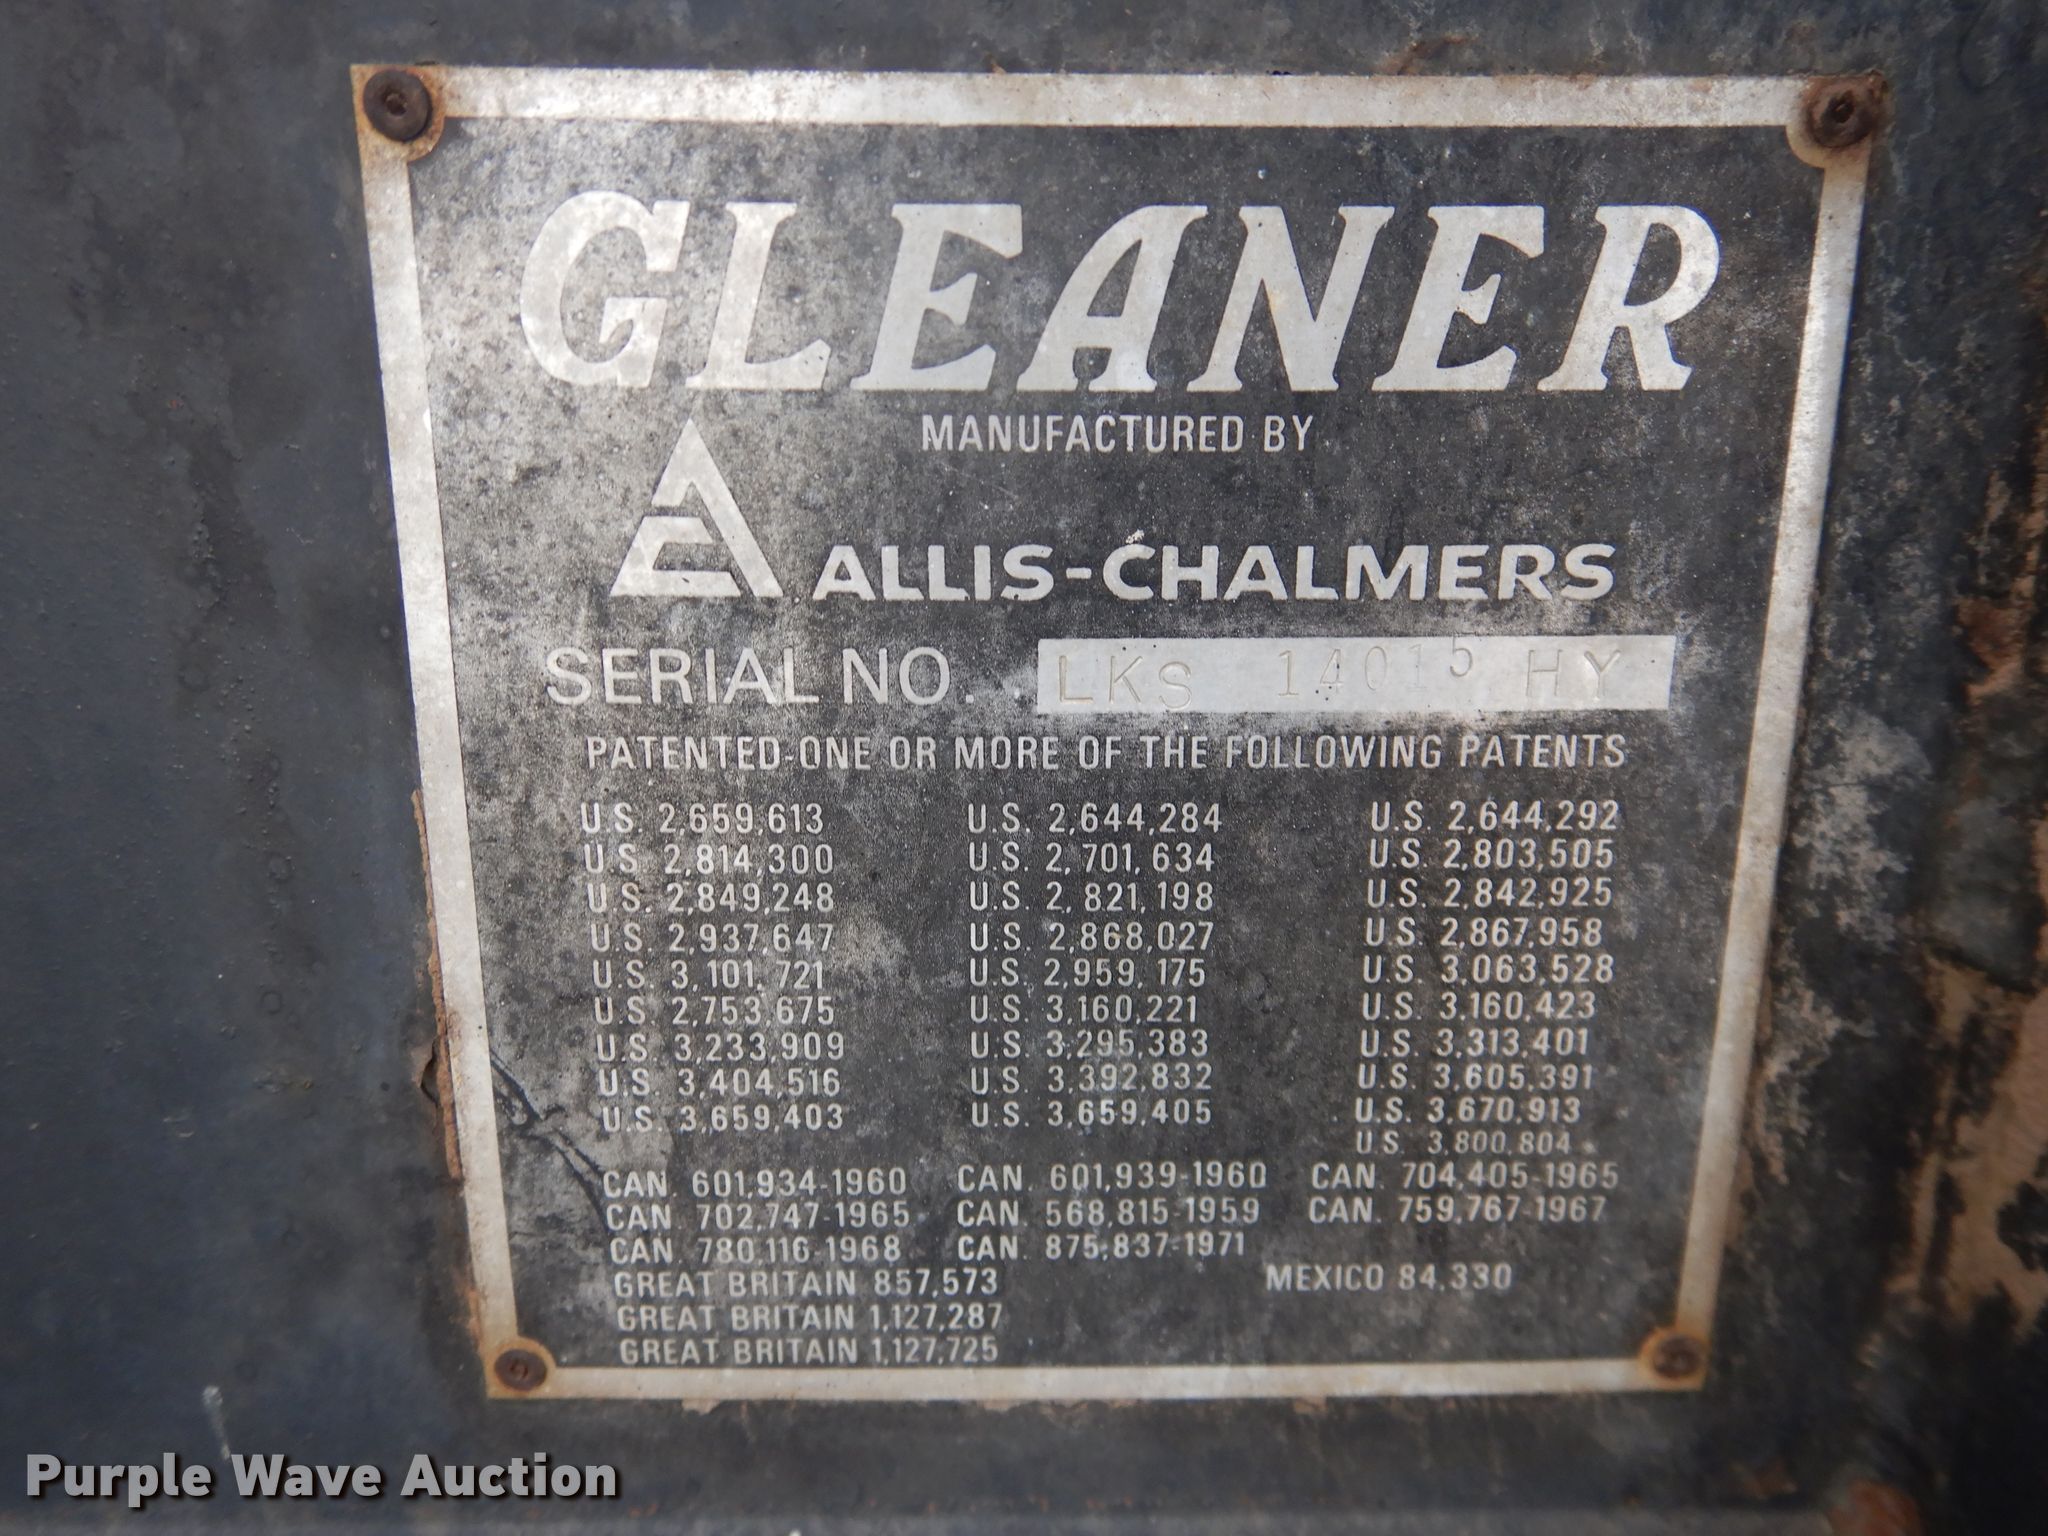 GLEANER
MANUFACTURED BY
ALLIS-CHALMERS
SERIAL NO. LKS 14015 HY
PATENTED-ONE OR MORE OF THE FOLLOWING PATENTS
U.S. 2,659,613 U.S. 2,644,284 U.S. 2,644,292
U.S. 2,814,300 U.S. 2,701,634 U.S. 2,803,505
U.S. 2,849,248 U.S. 2,821,198 U.S. 2,842,925
U.S. 2,937,647 U.S. 2,868,027 U.S. 2,867,958
U.S. 3,101,721 U.S. 2,959,175 U.S. 3,063,528
U.S. 2,753,675 U.S. 3,160,221 U.S. 3,160,423
U.S. 3,233,909 U.S. 3,295,383 U.S. 3,313,401
U.S. 3,404,516 U.S. 3,392,832 U.S. 3,605,391
U.S. 3,659,403 U.S. 3,659,405 U.S. 3,670,913
U.S. 3,800,804
CAN. 601,934-1960 CAN. 601,939-1960 CAN. 704,405-1965
CAN. 702,747-1965 CAN. 568,815-1959 CAN. 759,767-1967
CAN. 780,116-1968 CAN. 875,837-1971
GREAT BRITAIN 857,573 MEXICO 84,330
GREAT BRITAIN 1,127,287
GREAT BRITAIN 1,127,725
Purple Wave Auction